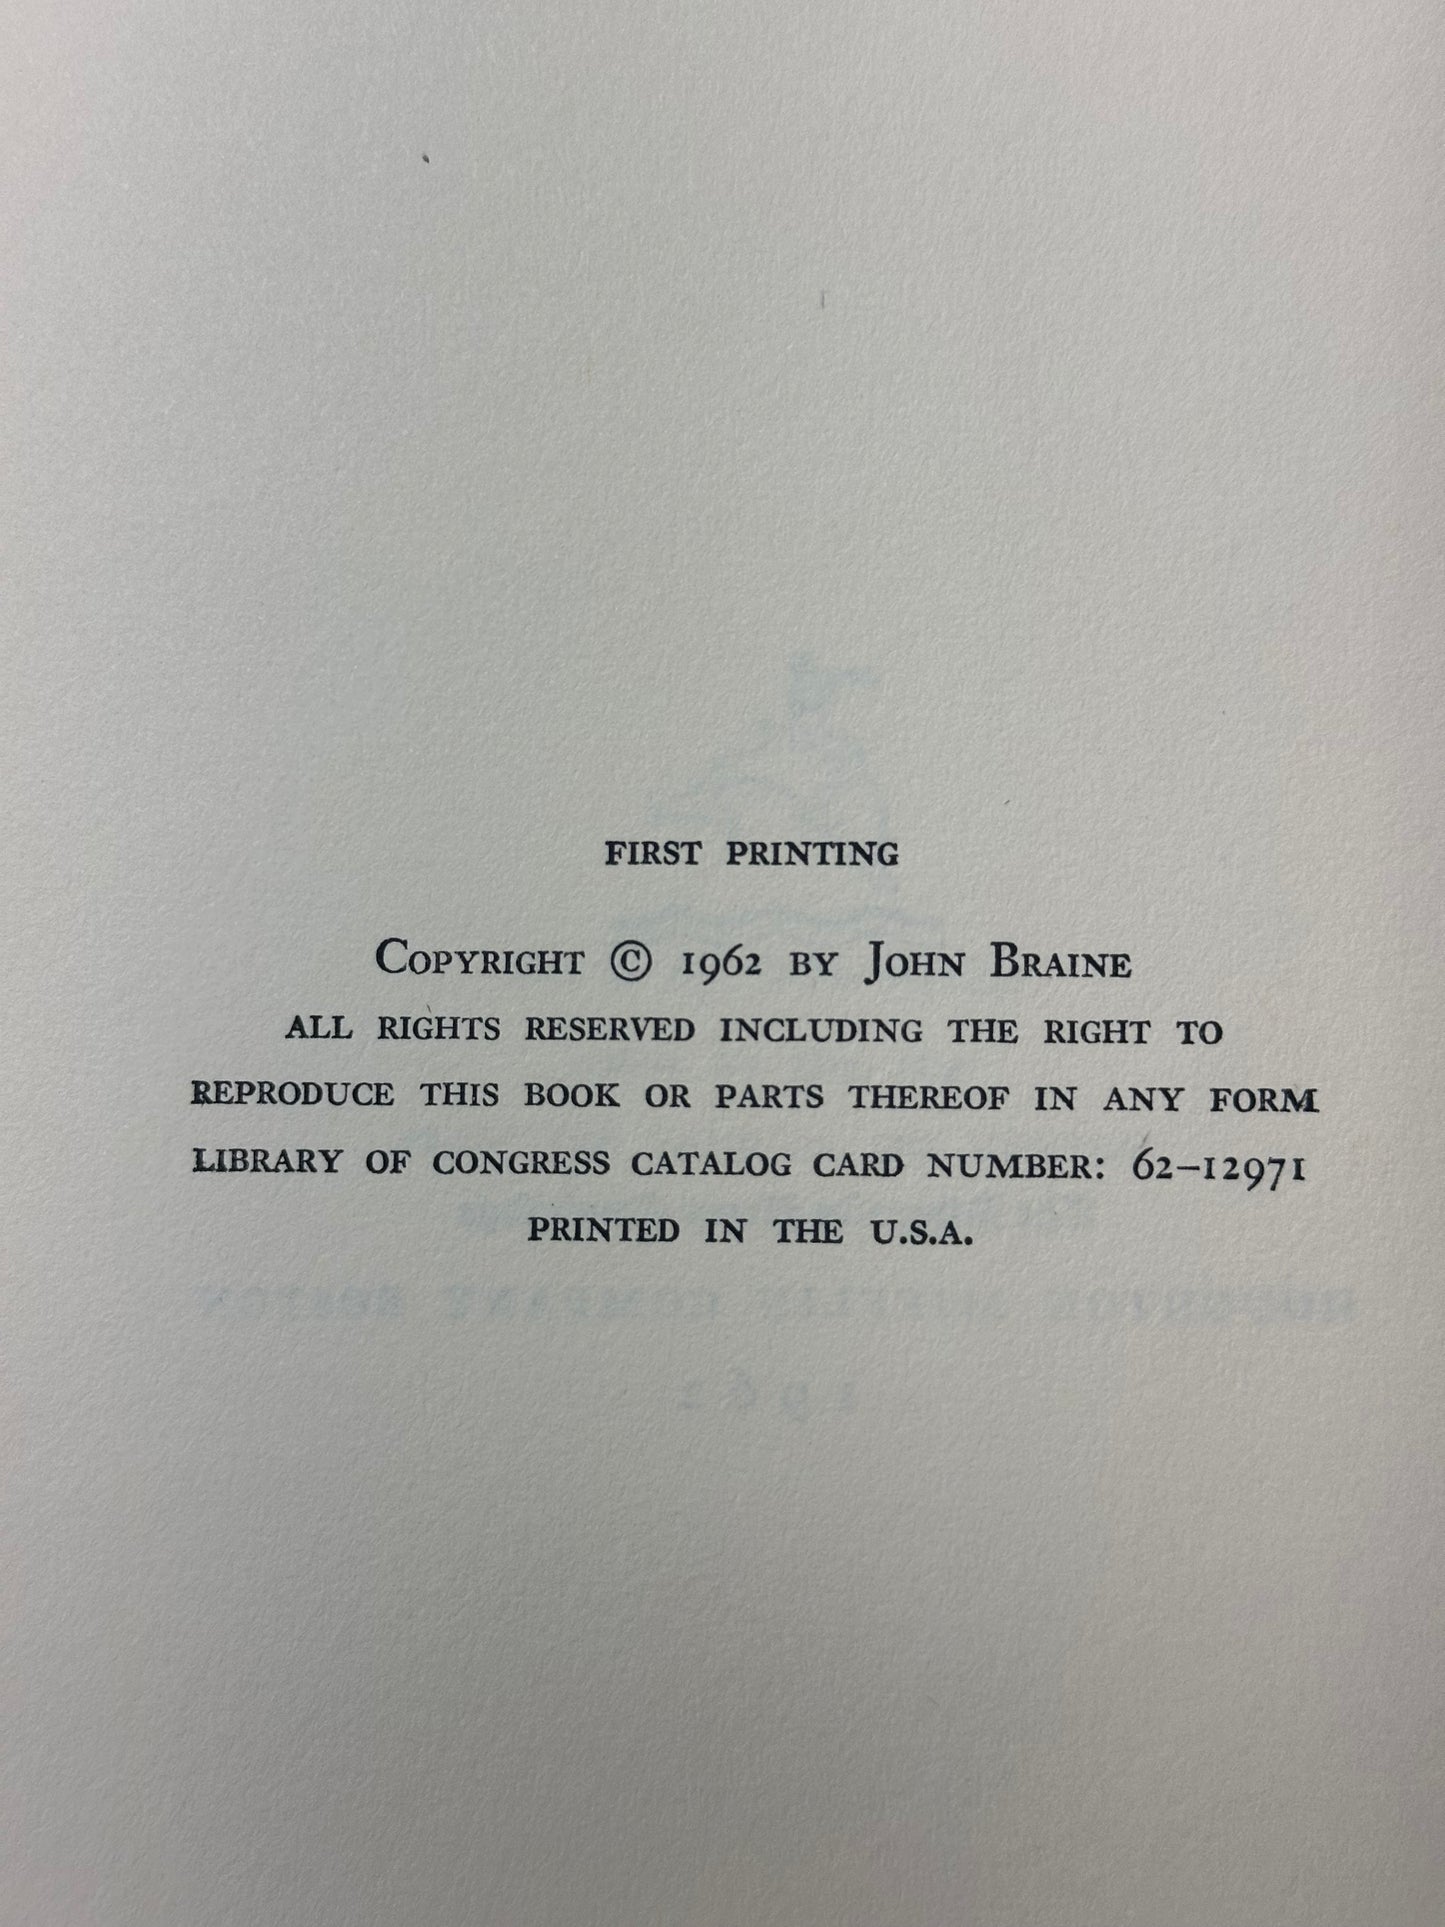 FIRST PRINTING
COPYRIGHT © 1962 BY JOHN BRAINE
ALL RIGHTS RESERVED INCLUDING THE RIGHT TO
REPRODUCE THIS BOOK OR PARTS THEREOF IN ANY FORM
LIBRARY OF CONGRESS CATALOG CARD NUMBER: 62-12971
PRINTED IN THE U.S.A.